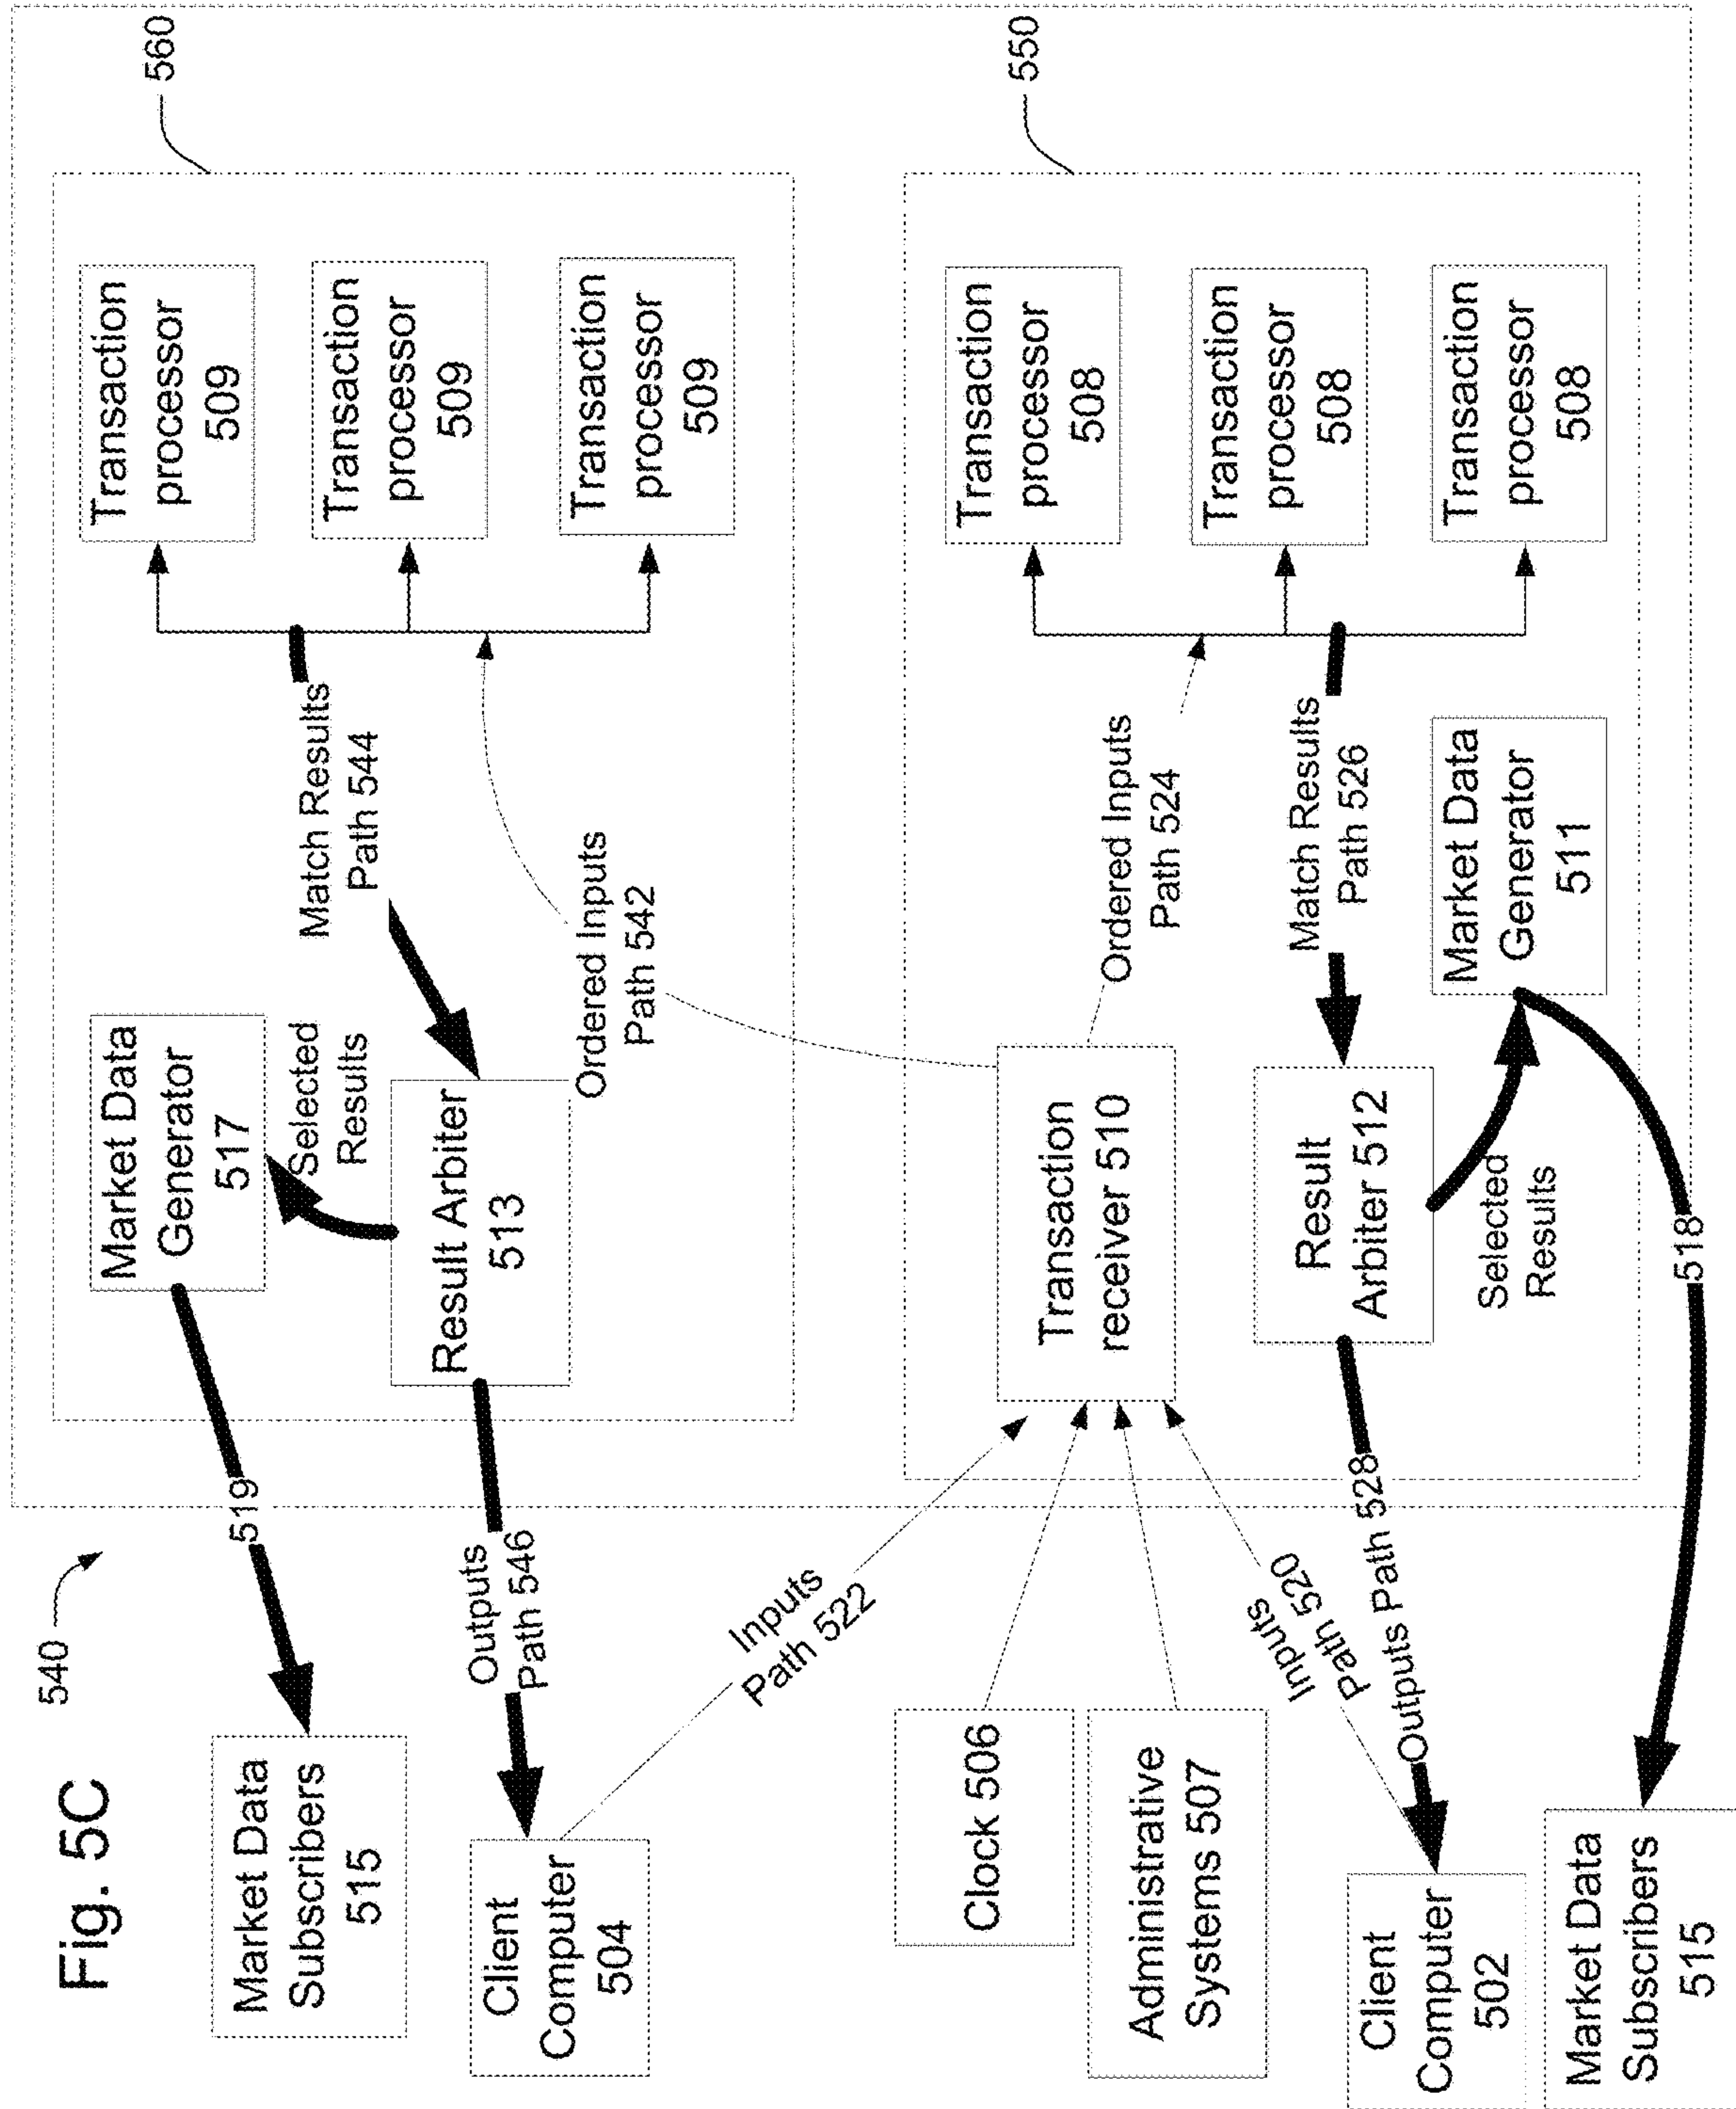 Fig. 5C
540
560
Market Data
Subscribers
515
519
Market Data
Generator
517
Selected
Results
Result Arbiter
513
Match Results
Path 544
Transaction
processor
509
Transaction
processor
509
Transaction
processor
509
Client
Computer
504
Outputs
Path 546
Ordered Inputs
Path 542
Inputs
Path 522
550
Clock 506
Administrative
Systems 507
Transaction
receiver 510
Ordered Inputs
Path 524
Transaction
processor
508
Transaction
processor
508
Transaction
processor
508
Inputs
Path 520
Outputs Path 528
Result
Arbiter 512
Match Results
Path 526
Selected
Results
Market Data
Generator
511
Client
Computer
502
518
Market Data
Subscribers
515